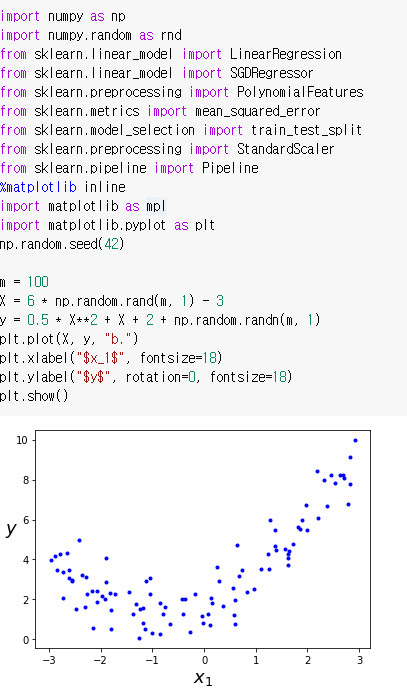 import numpy as np
import numpy.random as rnd
from sklearn.linear_model import LinearRegression
from sklearn.linear_model import SGDRegressor
from sklearn.preprocessing import PolynomialFeatures
from sklearn.metrics import mean_squared_error
from sklearn.model_selection import train_test_split
from sklearn.preprocessing import StandardScaler
from sklearn.pipeline import Pipeline
%matplotlib inline
import matplotlib as mpl
import matplotlib.pyplot as plt
np.random.seed(42)
m = 100
X = 6 * np.random.rand(m, 1) - 3
y = 0.5 * X**2 + X + 2 + np.random.randn(m, 1)
plt.plot(X, y, "b.")
plt.xlabel("$x_1$", fontsize=18)
plt.ylabel("$y$", rotation=0, fontsize=18)
plt.show()
10
8
6
y
4
2
0
−3 −2 −1 0 1 2 3
x₁